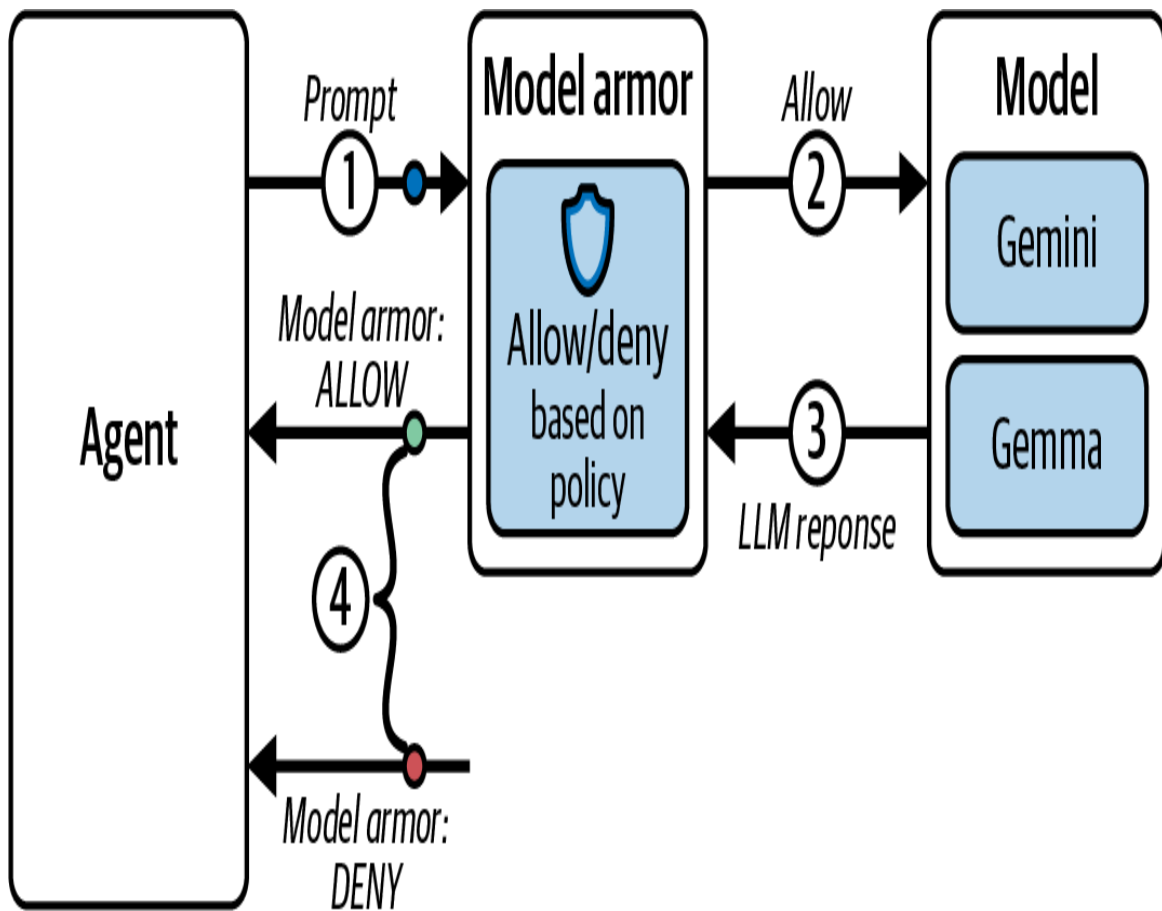 Agent
Prompt
1
Model armor:
ALLOW
4
Model armor:
DENY
Model armor
Allow/deny
based on
policy
Allow
2
3
LLM reponse
Model
Gemini
Gemma